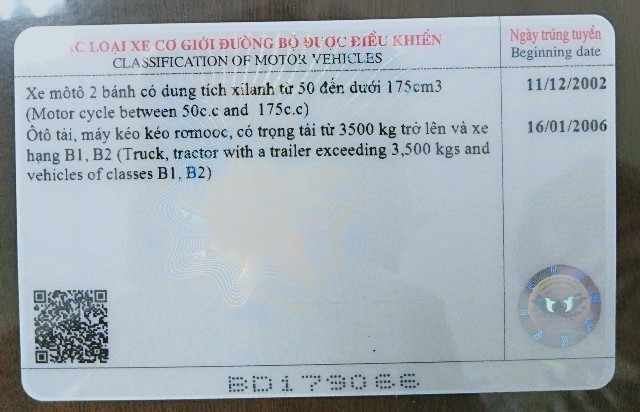 ÁC LOẠI XE CƠ GIỚI ĐƯỜNG BỘ ĐƯỢC ĐIỀU KHIỂN
CLASSIFICATION OF MOTOR VEHICLES
Ngày trúng tuyển
Beginning date
Xe môtô 2 bánh có dung tích xilanh từ 50 đến dưới 175cm3
(Motor cycle between 50c.c and 175c.c)
11/12/2002
Ôtô tải, máy kéo kéo romooc, có trọng tải từ 3500 kg trở lên và xe
hạng B1, B2 (Truck, tractor with a trailer exceeding 3,500 kgs and
vehicles of classes B1, B2)
16/01/2006
BD179066